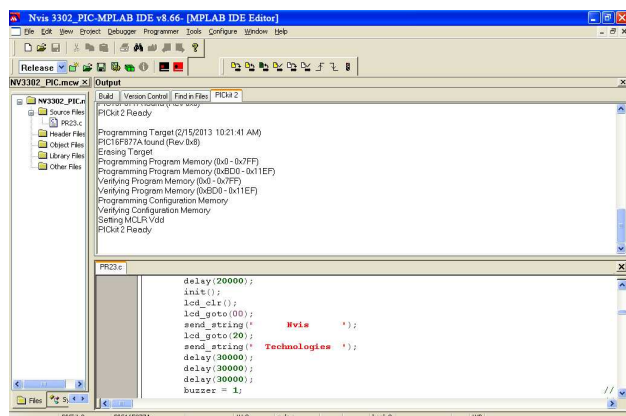 Nvis 3302_PIC-MPLAB IDE v8.66- [MPLAB IDE Editor]
File Edit View Project Debugger Programmer Tools Configure Window Help
Release
NV3302_PIC.mcw
Output
Build Version Control Find in Files PICkit 2
NV3302_PIC.n
Source Files
PR23.c
Header Files
Object Files
Library Files
Other Files
PICkit 2 Ready
Programming Target (2/15/2013 10:21:41 AM)
PIC16F877A found (Rev 0x8)
Erasing Target
Programming Program Memory (0x0 - 0x7FF)
Programming Program Memory (0xBD0 - 0x11EF)
Verifying Program Memory (0x0 - 0x7FF)
Verifying Program Memory (0xBD0 - 0x11EF)
Programming Configuration Memory
Verifying Configuration Memory
Setting MCLR Vdd
PICkit 2 Ready
PR23.c
delay(20000);
init();
lcd_clr();
lcd_goto(00);
send_string(" Nvis ");
lcd_goto(20);
send_string(" Technologies ");
delay(30000);
delay(30000);
delay(30000);
buzzer = 1; //
Files